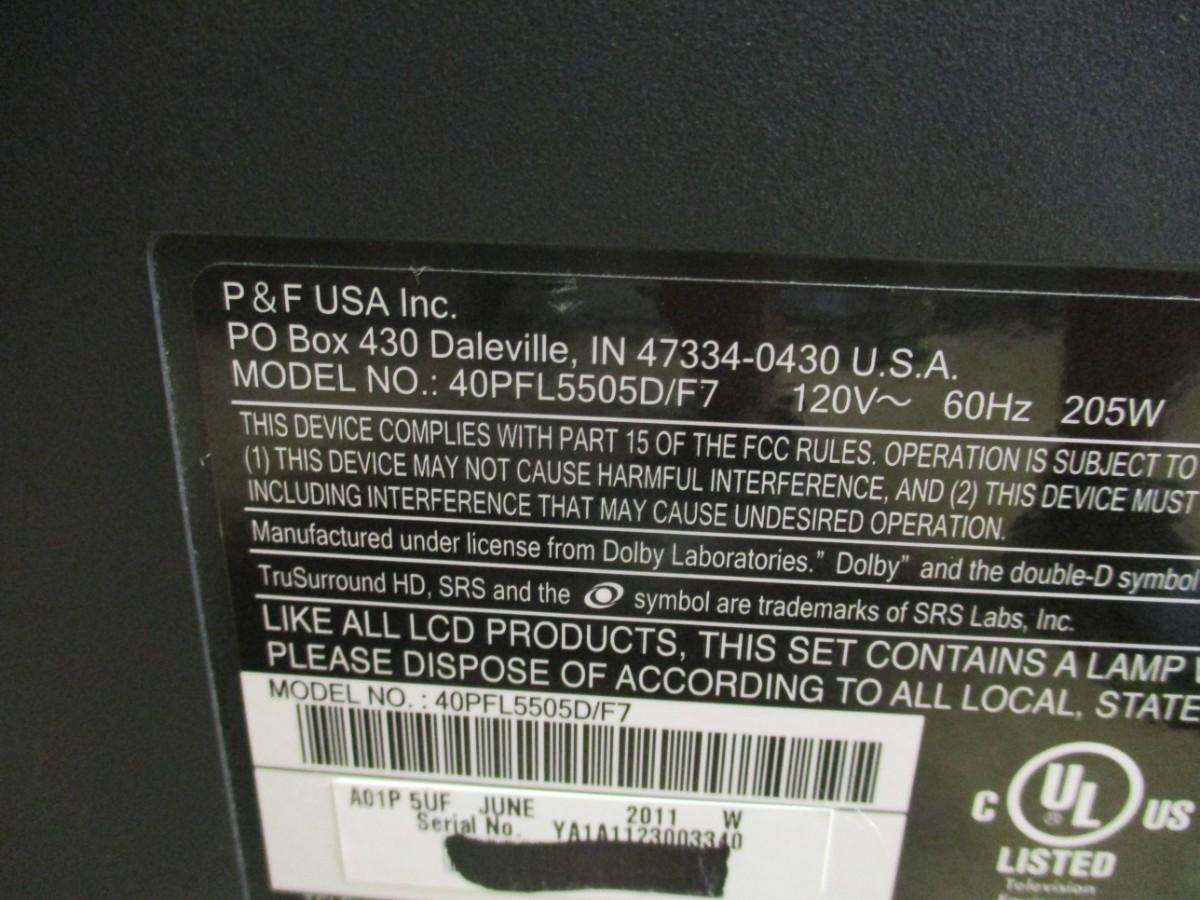 P & F USA Inc.
PO Box 430 Daleville, IN 47334-0430 U.S.A.
MODEL NO.: 40PFL5505D/F7 120V~ 60Hz 205W
THIS DEVICE COMPLIES WITH PART 15 OF THE FCC RULES. OPERATION IS SUBJECT TO
(1) THIS DEVICE MAY NOT CAUSE HARMFUL INTERFERENCE, AND (2) THIS DEVICE MUST
INCLUDING INTERFERENCE THAT MAY CAUSE UNDESIRED OPERATION.
Manufactured under license from Dolby Laboratories.” Dolby” and the double-D symbol
TruSurround HD, SRS and the symbol are trademarks of SRS Labs, Inc.
LIKE ALL LCD PRODUCTS, THIS SET CONTAINS A LAMP
PLEASE DISPOSE OF ACCORDING TO ALL LOCAL, STATE
MODEL NO. : 40PFL5505D/F7
A01P 5UF JUNE 2011 W
Serial No. YA1A1123003340
C UL US
®
LISTED
Television